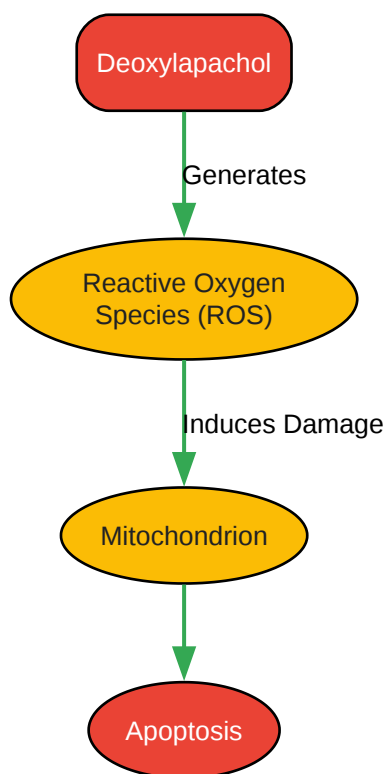 Deoxylapachol
Generates
Reactive Oxygen
Species (ROS)
Induces Damage
Mitochondrion
Apoptosis